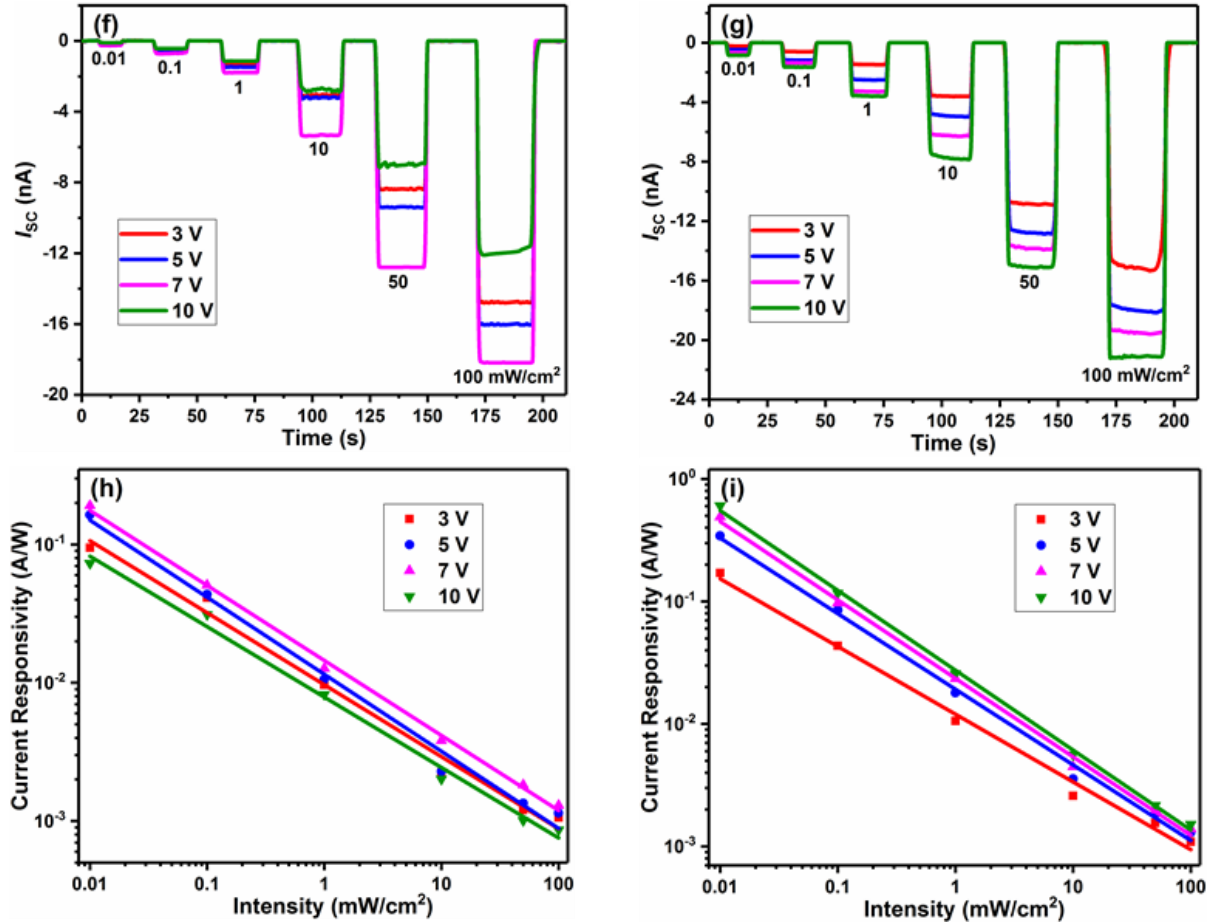 (f)
0
-4
-8
-12
-16
-20
I_SC (nA)
0.01
0.1
1
10
50
100 mW/cm²
3 V
5 V
7 V
10 V
0 25 50 75 100 125 150 175 200
Time (s)
(g)
0
-4
-8
-12
-16
-20
-24
I_SC (nA)
0.01
0.1
1
10
50
100 mW/cm²
3 V
5 V
7 V
10 V
0 25 50 75 100 125 150 175 200
Time (s)
(h)
10⁻¹
10⁻²
10⁻³
Current Responsivity (A/W)
3 V
5 V
7 V
10 V
0.01 0.1 1 10 100
Intensity (mW/cm²)
(i)
10⁰
10⁻¹
10⁻²
10⁻³
Current Responsivity (A/W)
3 V
5 V
7 V
10 V
0.01 0.1 1 10 100
Intensity (mW/cm²)